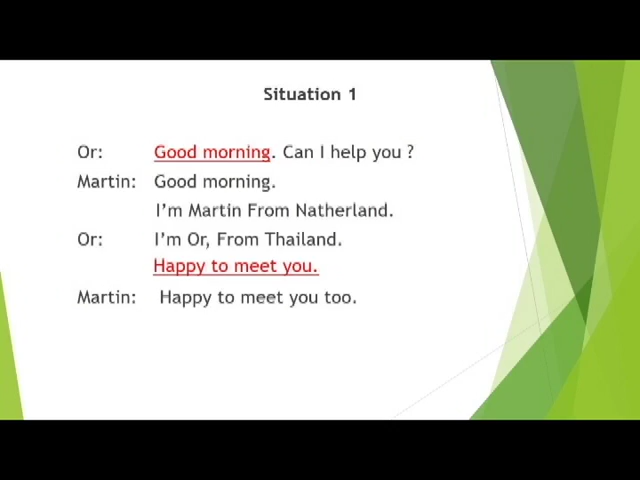 Situation 1
Or: Good morning. Can I help you ?
Martin: Good morning.
I'm Martin From Natherland.
Or: I'm Or, From Thailand.
Happy to meet you.
Martin: Happy to meet you too.